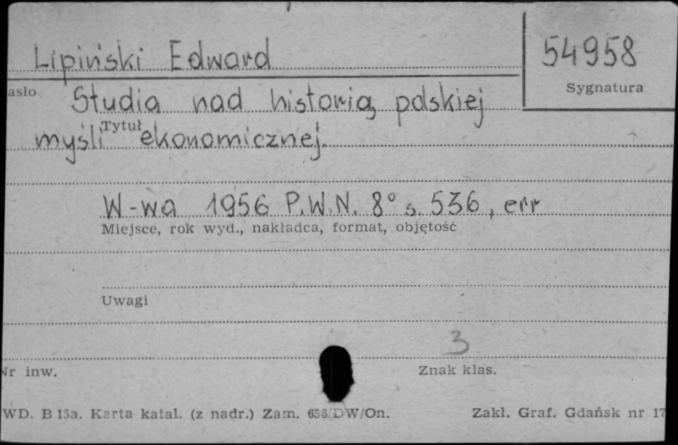 Lipiński Edward
54958
Sygnatura
asło
Studia nad historią polskiej
Tytuł
myśli ekonomicznej.
W-wa 1956 P.W.N. 8° s. 536, err
Miejsce, rok wyd., nakładca, format, objętość
Uwagi
3
Nr inw.
Znak klas.
WD. B 15a. Karta katal. (z nadr.) Zam. 658/DW/On.
Zakł. Graf. Gdańsk nr 17